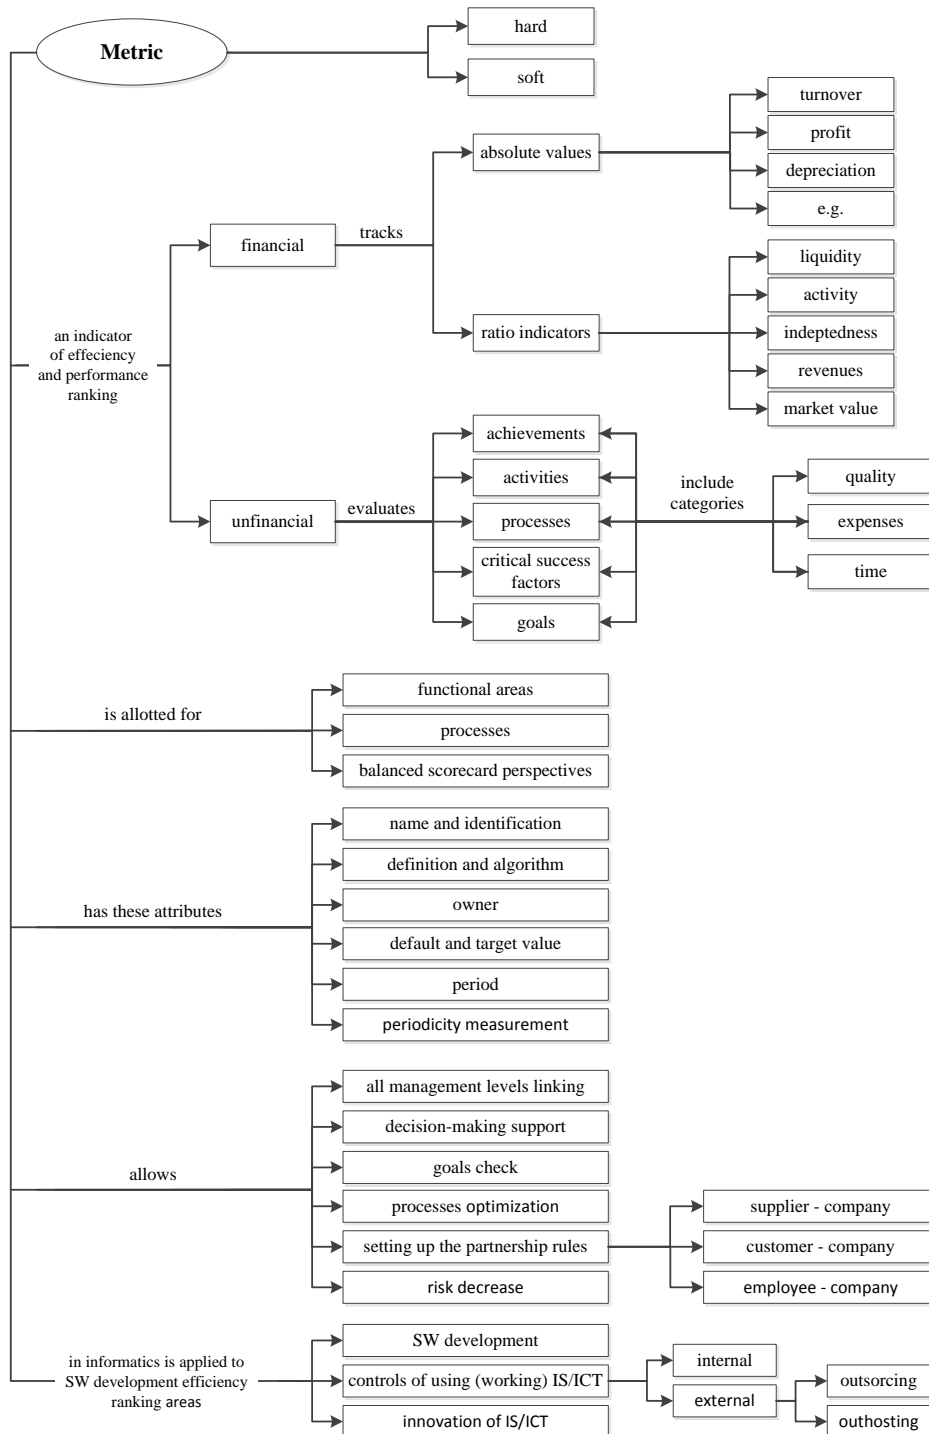 Metric
hard
soft
turnover
profit
absolute values
depreciation
e.g.
financial
tracks
liquidity
activity
ratio indicators
indeptedness
revenues
market value
an indicator
of effeciency
and performance
ranking
achievements
activities
unfinancial
evaluates
processes
critical success
factors
goals
include
categories
quality
expenses
time
is allotted for
functional areas
processes
balanced scorecard perspectives
has these attributes
name and identification
definition and algorithm
owner
default and target value
period
periodicity measurement
allows
all management levels linking
decision-making support
goals check
processes optimization
setting up the partnership rules
risk decrease
supplier - company
customer - company
employee - company
in informatics is applied to
SW development efficiency
ranking areas
SW development
controls of using (working) IS/ICT
innovation of IS/ICT
internal
external
outsorcing
outhosting